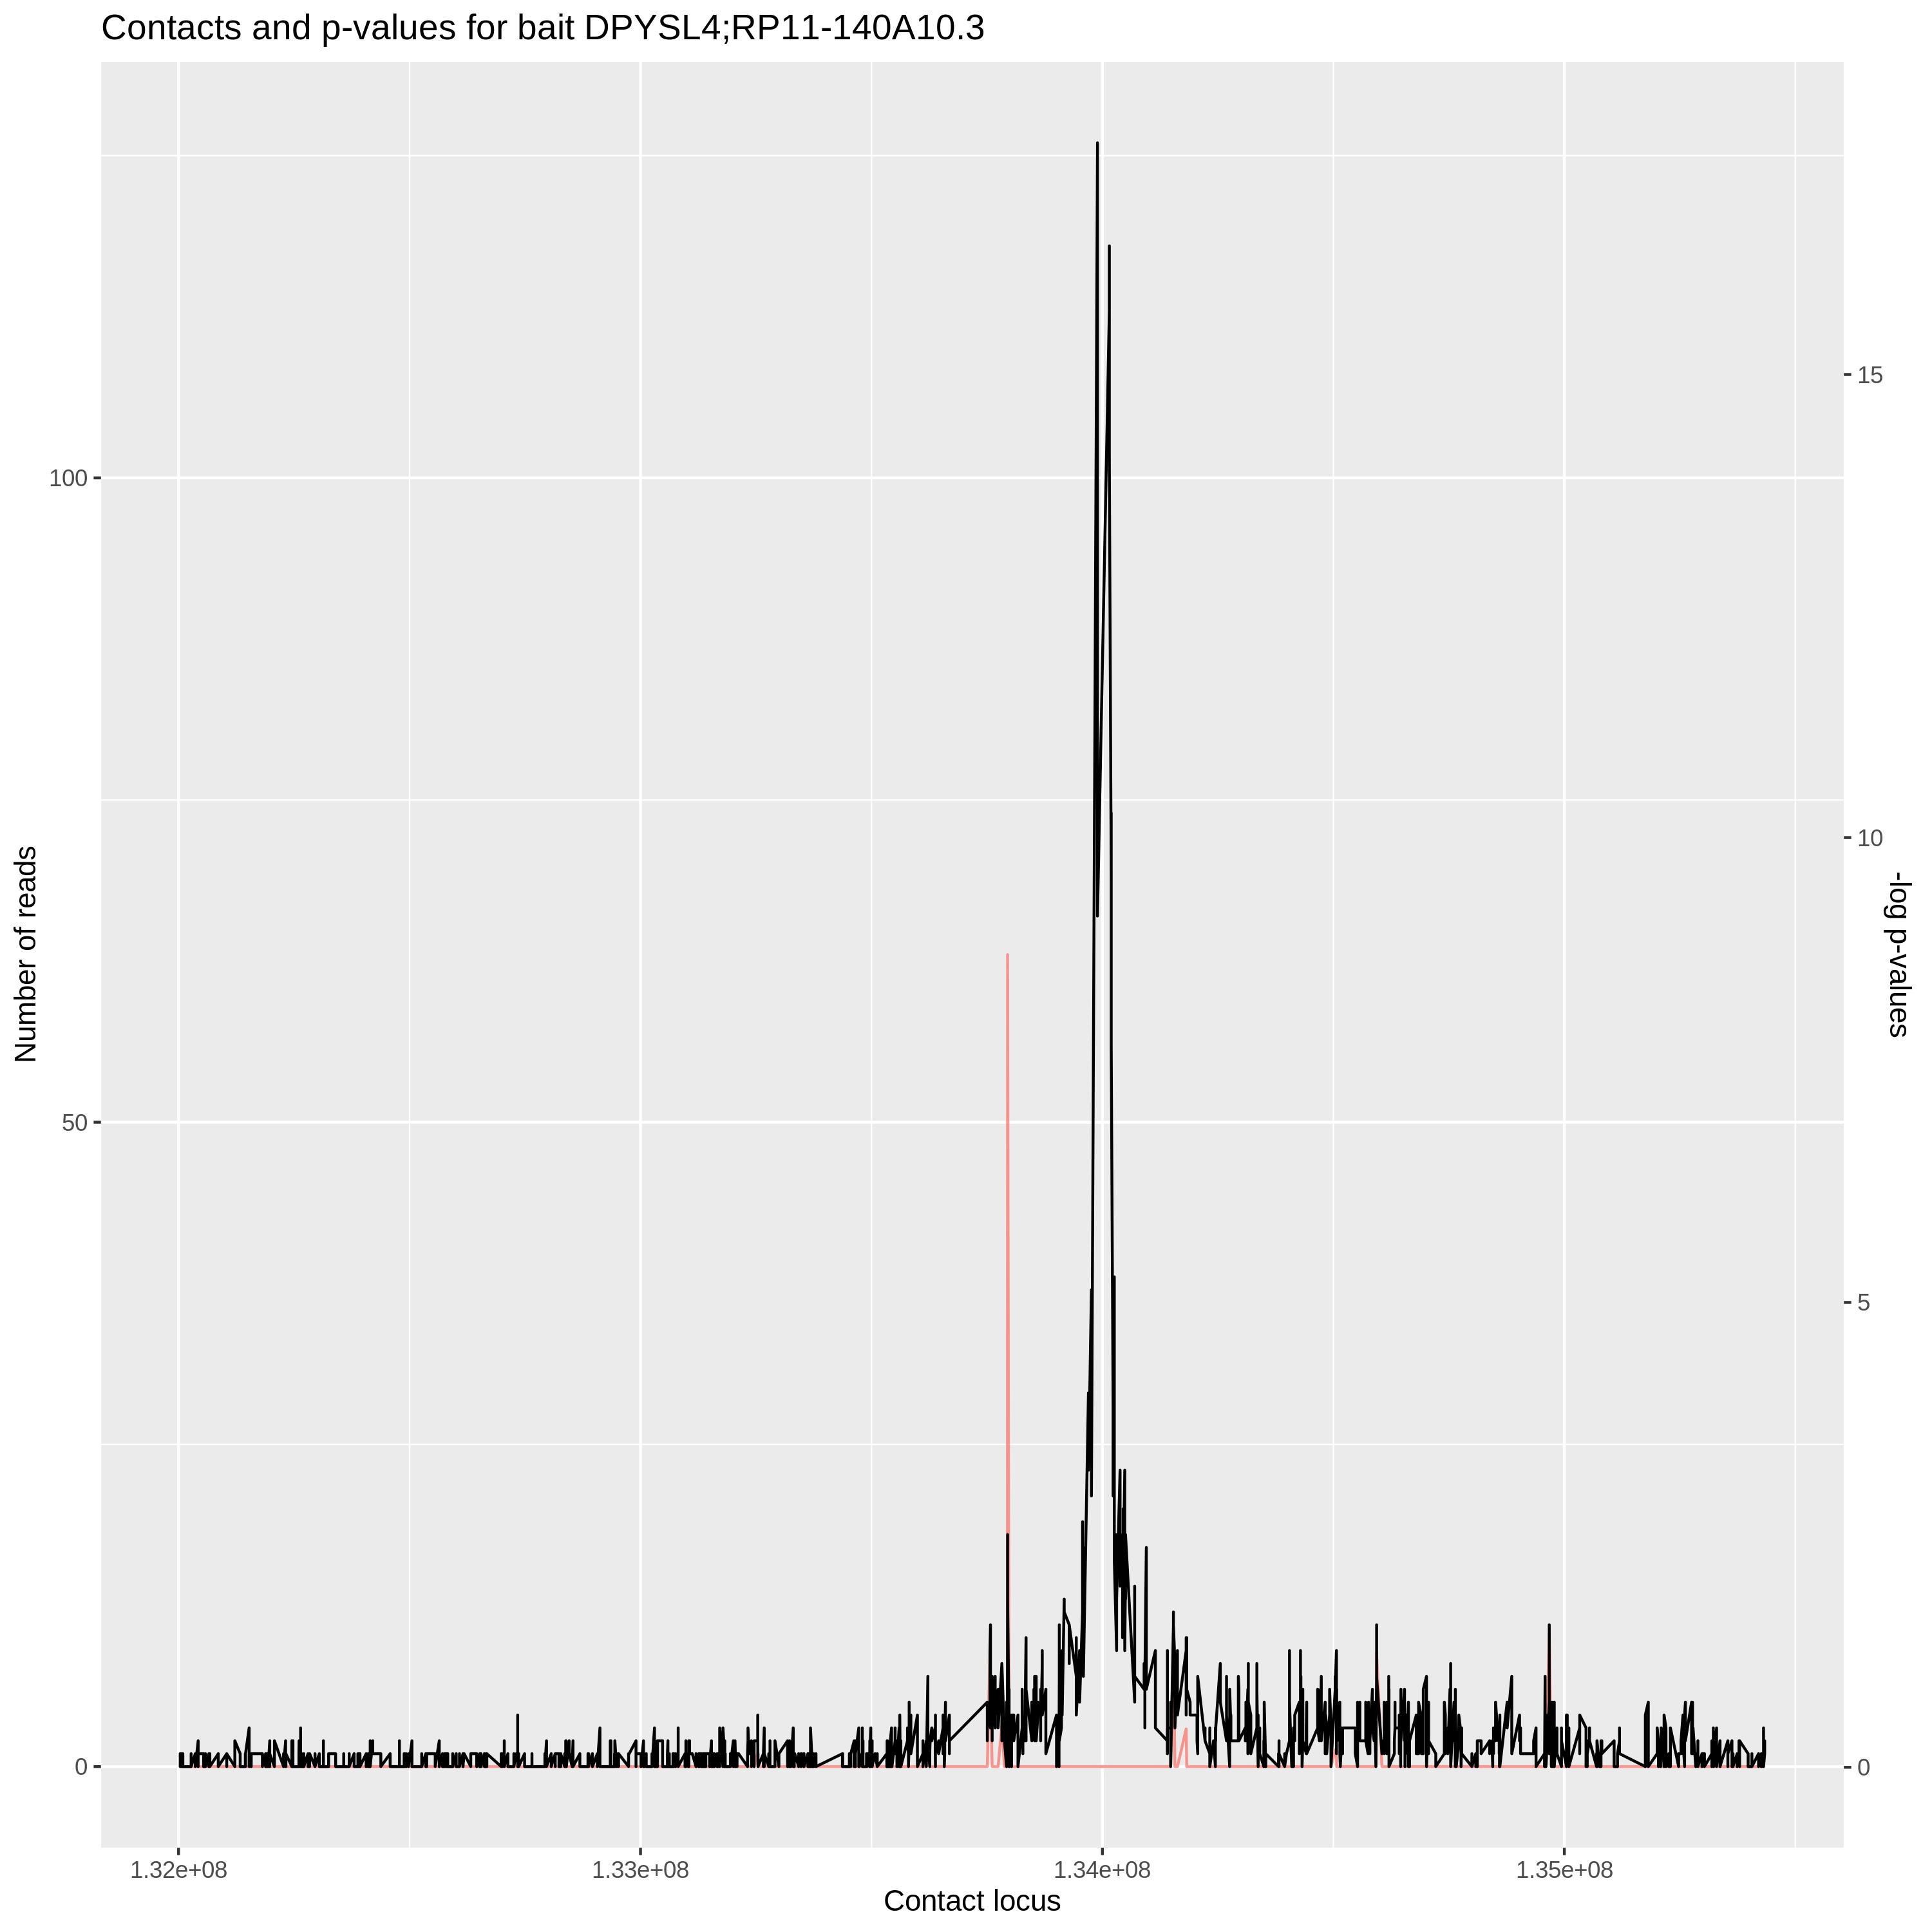 Contacts and p-values for bait DPYSL4;RP11-140A10.3
Number of reads
100
50
0
15
10
5
0
-log p-values
1.32e+08
1.33e+08
1.34e+08
1.35e+08
Contact locus